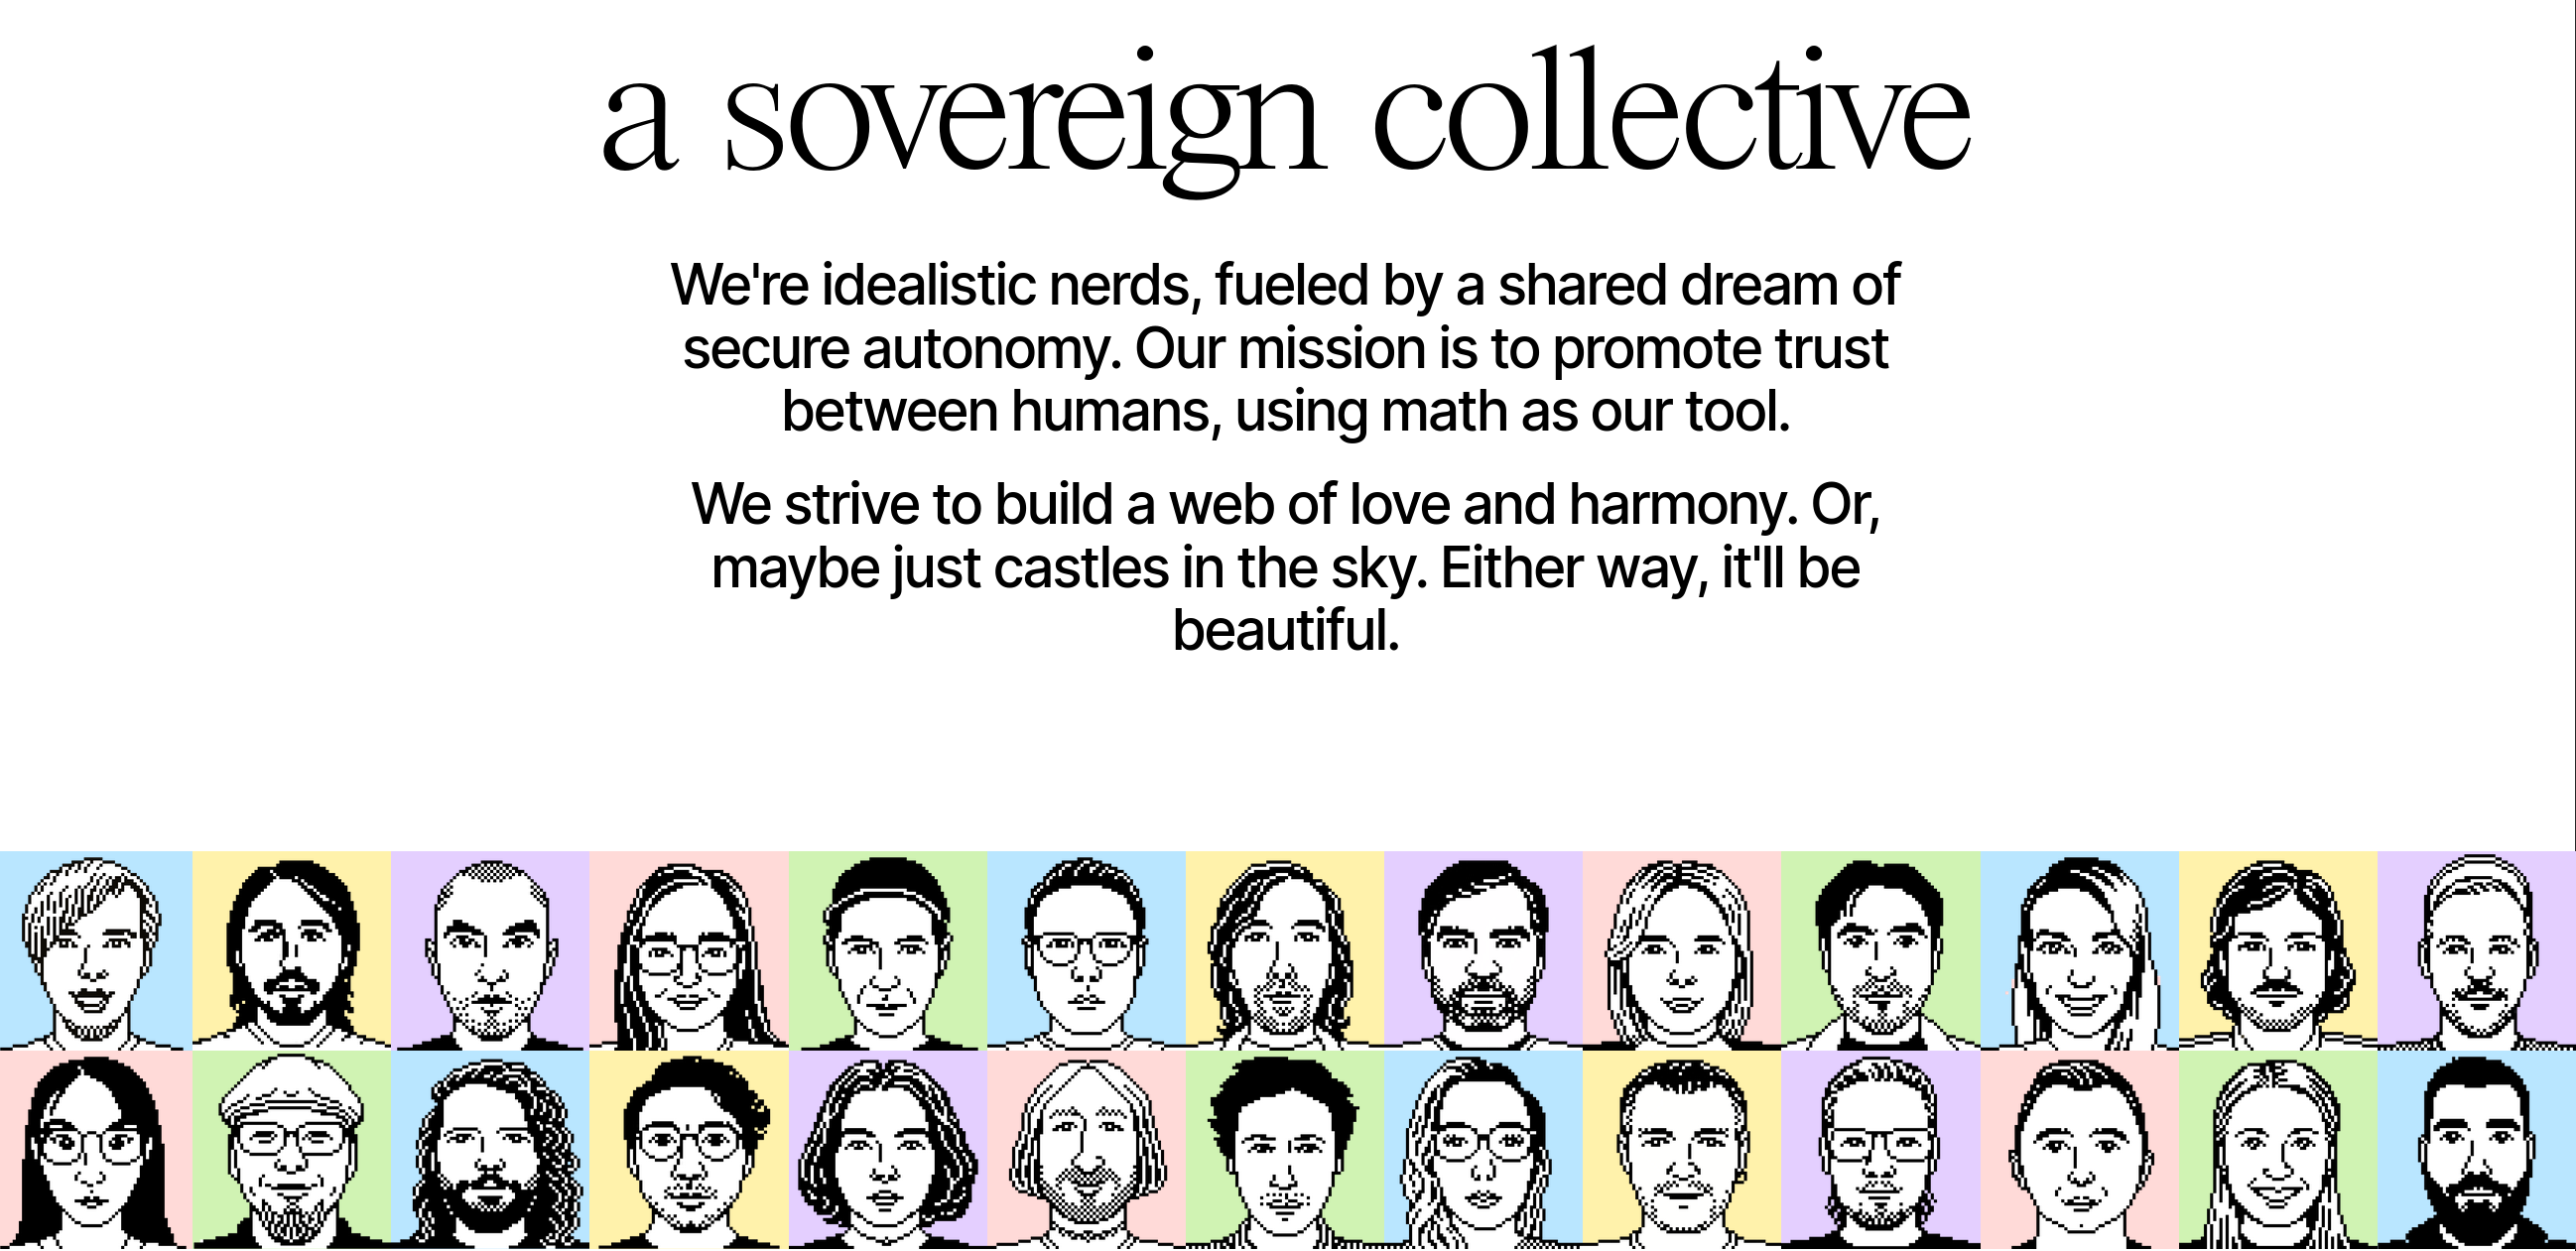 a sovereign collective
We're idealistic nerds, fueled by a shared dream of
secure autonomy. Our mission is to promote trust
between humans, using math as our tool.
We strive to build a web of love and harmony. Or,
maybe just castles in the sky. Either way, it'll be
beautiful.